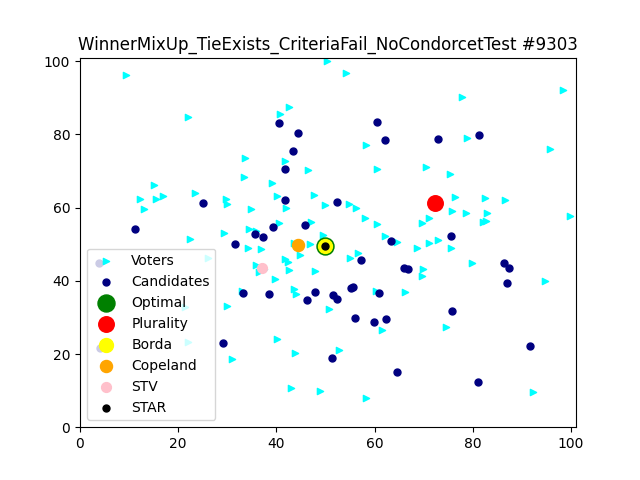 WinnerMixUp_TieExists_CriteriaFail_NoCondorcetTest #9303
100
80
60
40
20
0
Voters
Candidates
Optimal
Plurality
Borda
Copeland
STV
STAR
0 20 40 60 80 100